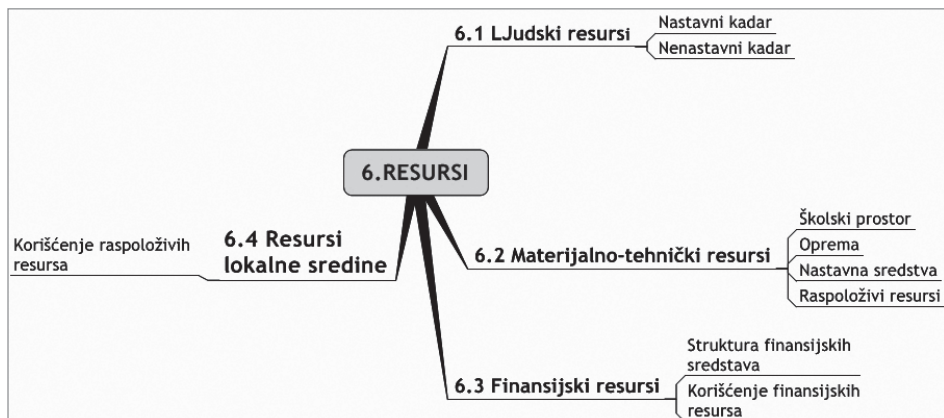 6.RESURSI
6.1 LJudski resursi
Nastavni kadar
Nenastavni kadar
6.2 Materijalno-tehnički resursi
Školski prostor
Oprema
Nastavna sredstva
Raspoloživi resursi
6.3 Finansijski resursi
Struktura finansijskih
sredstava
Korišćenje finansijskih
resursa
6.4 Resursi
lokalne sredine
Korišćenje raspoloživih
resursa